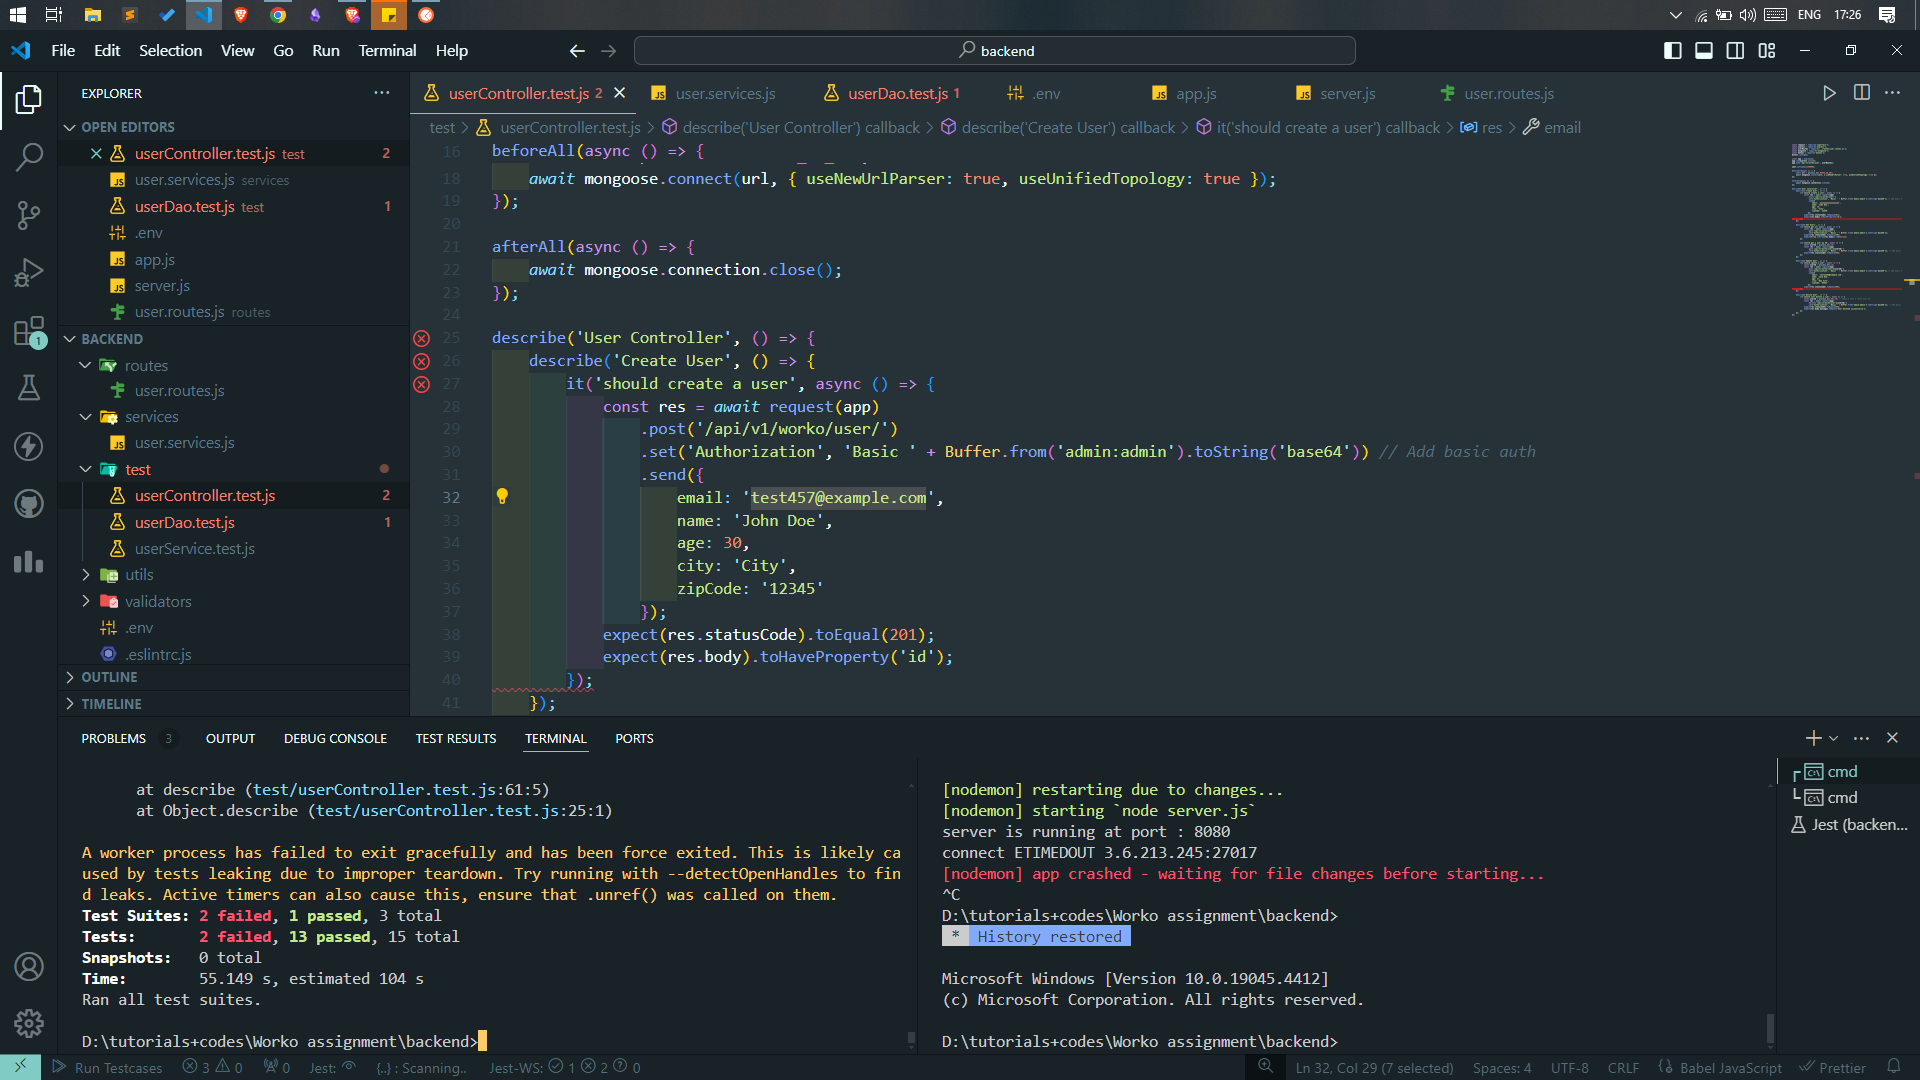 ENG 17:26
File Edit Selection View Go Run Terminal Help
backend
EXPLORER
OPEN EDITORS
userController.test.js test 2
user.services.js services
userDao.test.js test 1
.env
app.js
server.js
user.routes.js routes
BACKEND
routes
user.routes.js
services
user.services.js
test
userController.test.js 2
userDao.test.js 1
userService.test.js
utils
validators
.env
.eslintrc.js
OUTLINE
TIMELINE
1
userController.test.js 2 user.services.js userDao.test.js 1 .env app.js server.js user.routes.js
test > userController.test.js > describe('User Controller') callback > describe('Create User') callback > it('should create a user') callback > res > email
16 beforeAll(async () => {
18 await mongoose.connect(url, { useNewUrlParser: true, useUnifiedTopology: true });
19 });
20
21 afterAll(async () => {
22 await mongoose.connection.close();
23 });
24
25 describe('User Controller', () => {
26 describe('Create User', () => {
27 it('should create a user', async () => {
28 const res = await request(app)
29 .post('/api/v1/worko/user/')
30 .set('Authorization', 'Basic ' + Buffer.from('admin:admin').toString('base64')) // Add basic auth
31 .send({
32 email: 'test457@example.com',
33 name: 'John Doe',
34 age: 30,
35 city: 'City',
36 zipCode: '12345'
37 });
38 expect(res.statusCode).toEqual(201);
39 expect(res.body).toHaveProperty('id');
40 });
41 });
PROBLEMS 3 OUTPUT DEBUG CONSOLE TEST RESULTS TERMINAL PORTS
at describe (test/userController.test.js:61:5)
at Object.describe (test/userController.test.js:25:1)
A worker process has failed to exit gracefully and has been force exited. This is likely ca
used by tests leaking due to improper teardown. Try running with --detectOpenHandles to fin
d leaks. Active timers can also cause this, ensure that .unref() was called on them.
Test Suites: 2 failed, 1 passed, 3 total
Tests: 2 failed, 13 passed, 15 total
Snapshots: 0 total
Time: 55.149 s, estimated 104 s
Ran all test suites.
D:\tutorials+codes\Worko assignment\backend>
[nodemon] restarting due to changes...
[nodemon] starting `node server.js`
server is running at port : 8080
connect ETIMEDOUT 3.6.213.245:27017
[nodemon] app crashed - waiting for file changes before starting...
^C
D:\tutorials+codes\Worko assignment\backend>
* History restored
Microsoft Windows [Version 10.0.19045.4412]
(c) Microsoft Corporation. All rights reserved.
D:\tutorials+codes\Worko assignment\backend>
cmd
cmd
Jest (backen...
Run Testcases 3 0 0 Jest: {..} : Scanning.. Jest-WS: 1 2 0 Ln 32, Col 29 (7 selected) Spaces: 4 UTF-8 CRLF Babel JavaScript Prettier